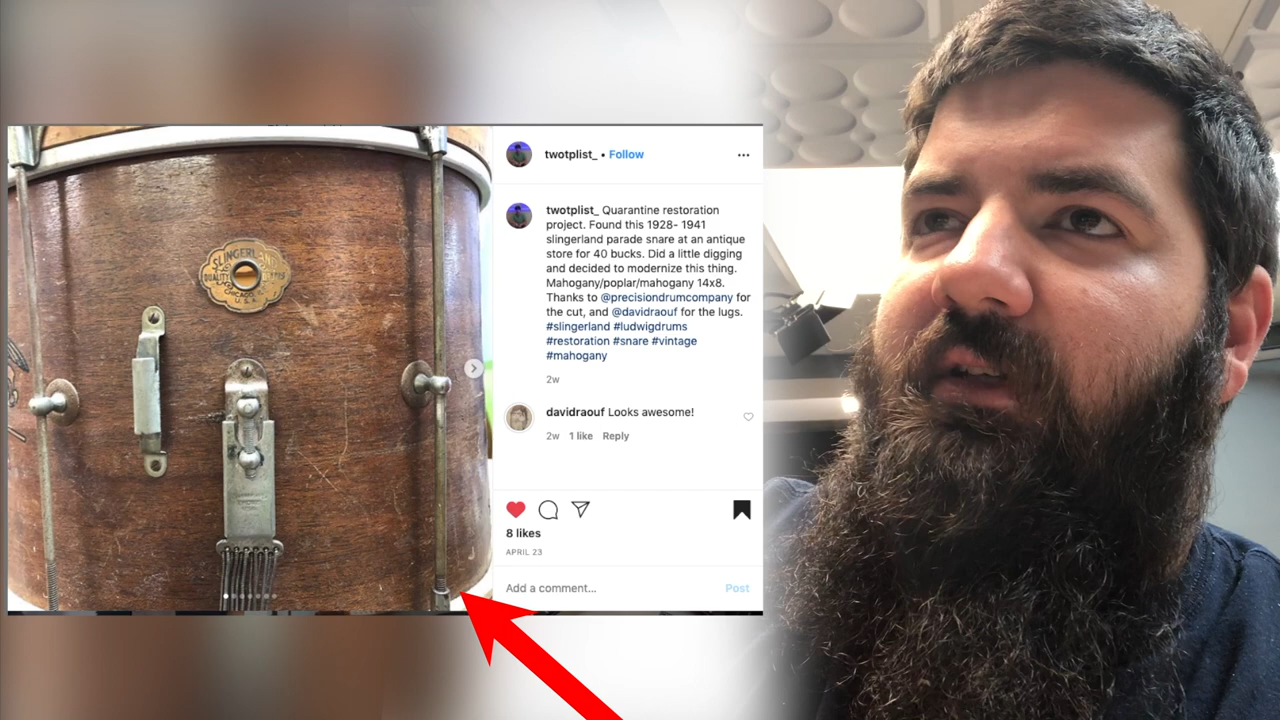 SLINGERLAND
QUALITY
CHICAGO, ILL.
U.S.A.
twotplist_ • Follow
twotplist_ Quarantine restoration
project. Found this 1928- 1941
slingerland parade snare at an antique
store for 40 bucks. Did a little digging
and decided to modernize this thing.
Mahogany/poplar/mahogany 14x8.
Thanks to @precisiondrumcompany for
the cut, and @davidraouf for the lugs.
#slingerland #ludwigdrums
#restoration #snare #vintage
#mahogany
2w
davidraouf Looks awesome!
2w 1 like Reply
8 likes
APRIL 23
Add a comment... Post